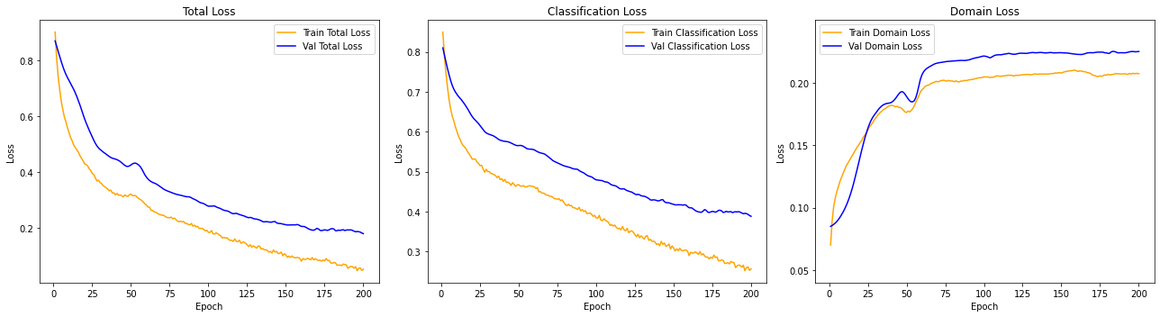 Total Loss
Train Total Loss
Val Total Loss
Loss
0.8
0.6
0.4
0.2
0 25 50 75 100 125 150 175 200
Epoch
Classification Loss
Train Classification Loss
Val Classification Loss
Loss
0.8
0.7
0.6
0.5
0.4
0.3
0 25 50 75 100 125 150 175 200
Epoch
Domain Loss
Train Domain Loss
Val Domain Loss
Loss
0.20
0.15
0.10
0.05
0 25 50 75 100 125 150 175 200
Epoch